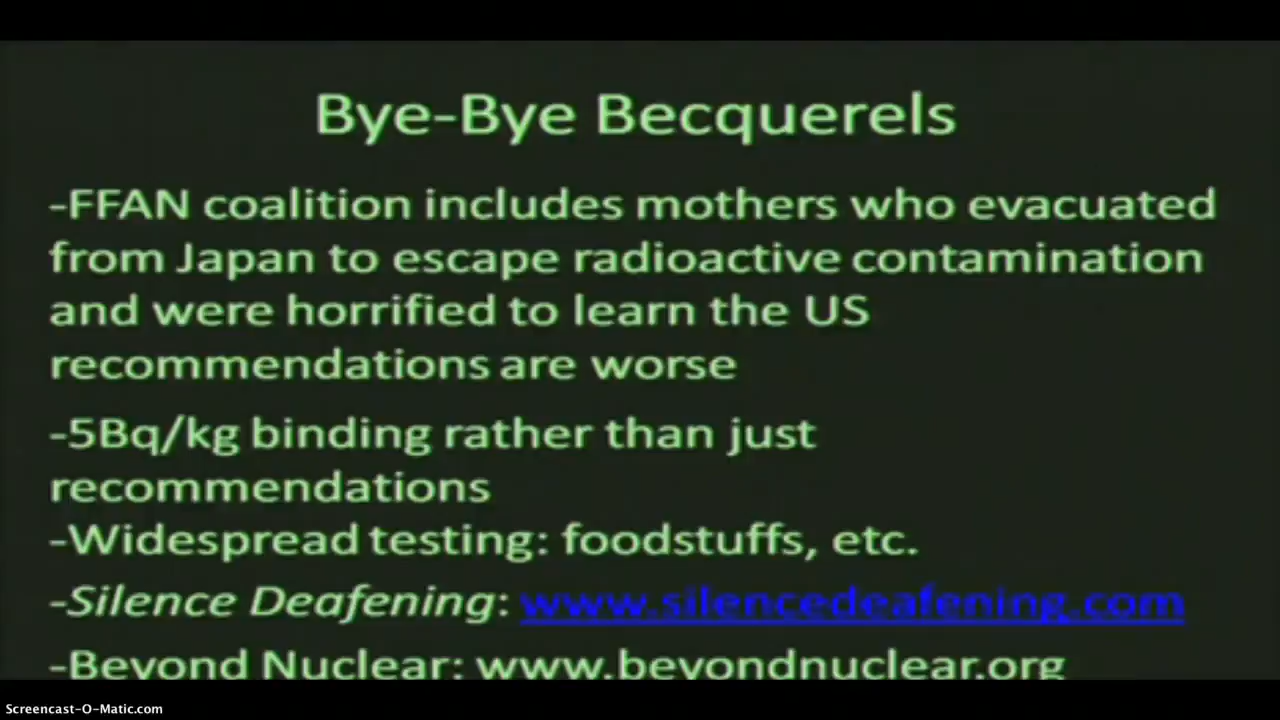 Bye-Bye Becquerels
-FFAN coalition includes mothers who evacuated
from Japan to escape radioactive contamination
and were horrified to learn the US
recommendations are worse
-5Bq/kg binding rather than just
recommendations
-Widespread testing: foodstuffs, etc.
-Silence Deafening: www.silencedeafening.com
-Beyond Nuclear: www.beyondnuclear.org
Screencast-O-Matic.com